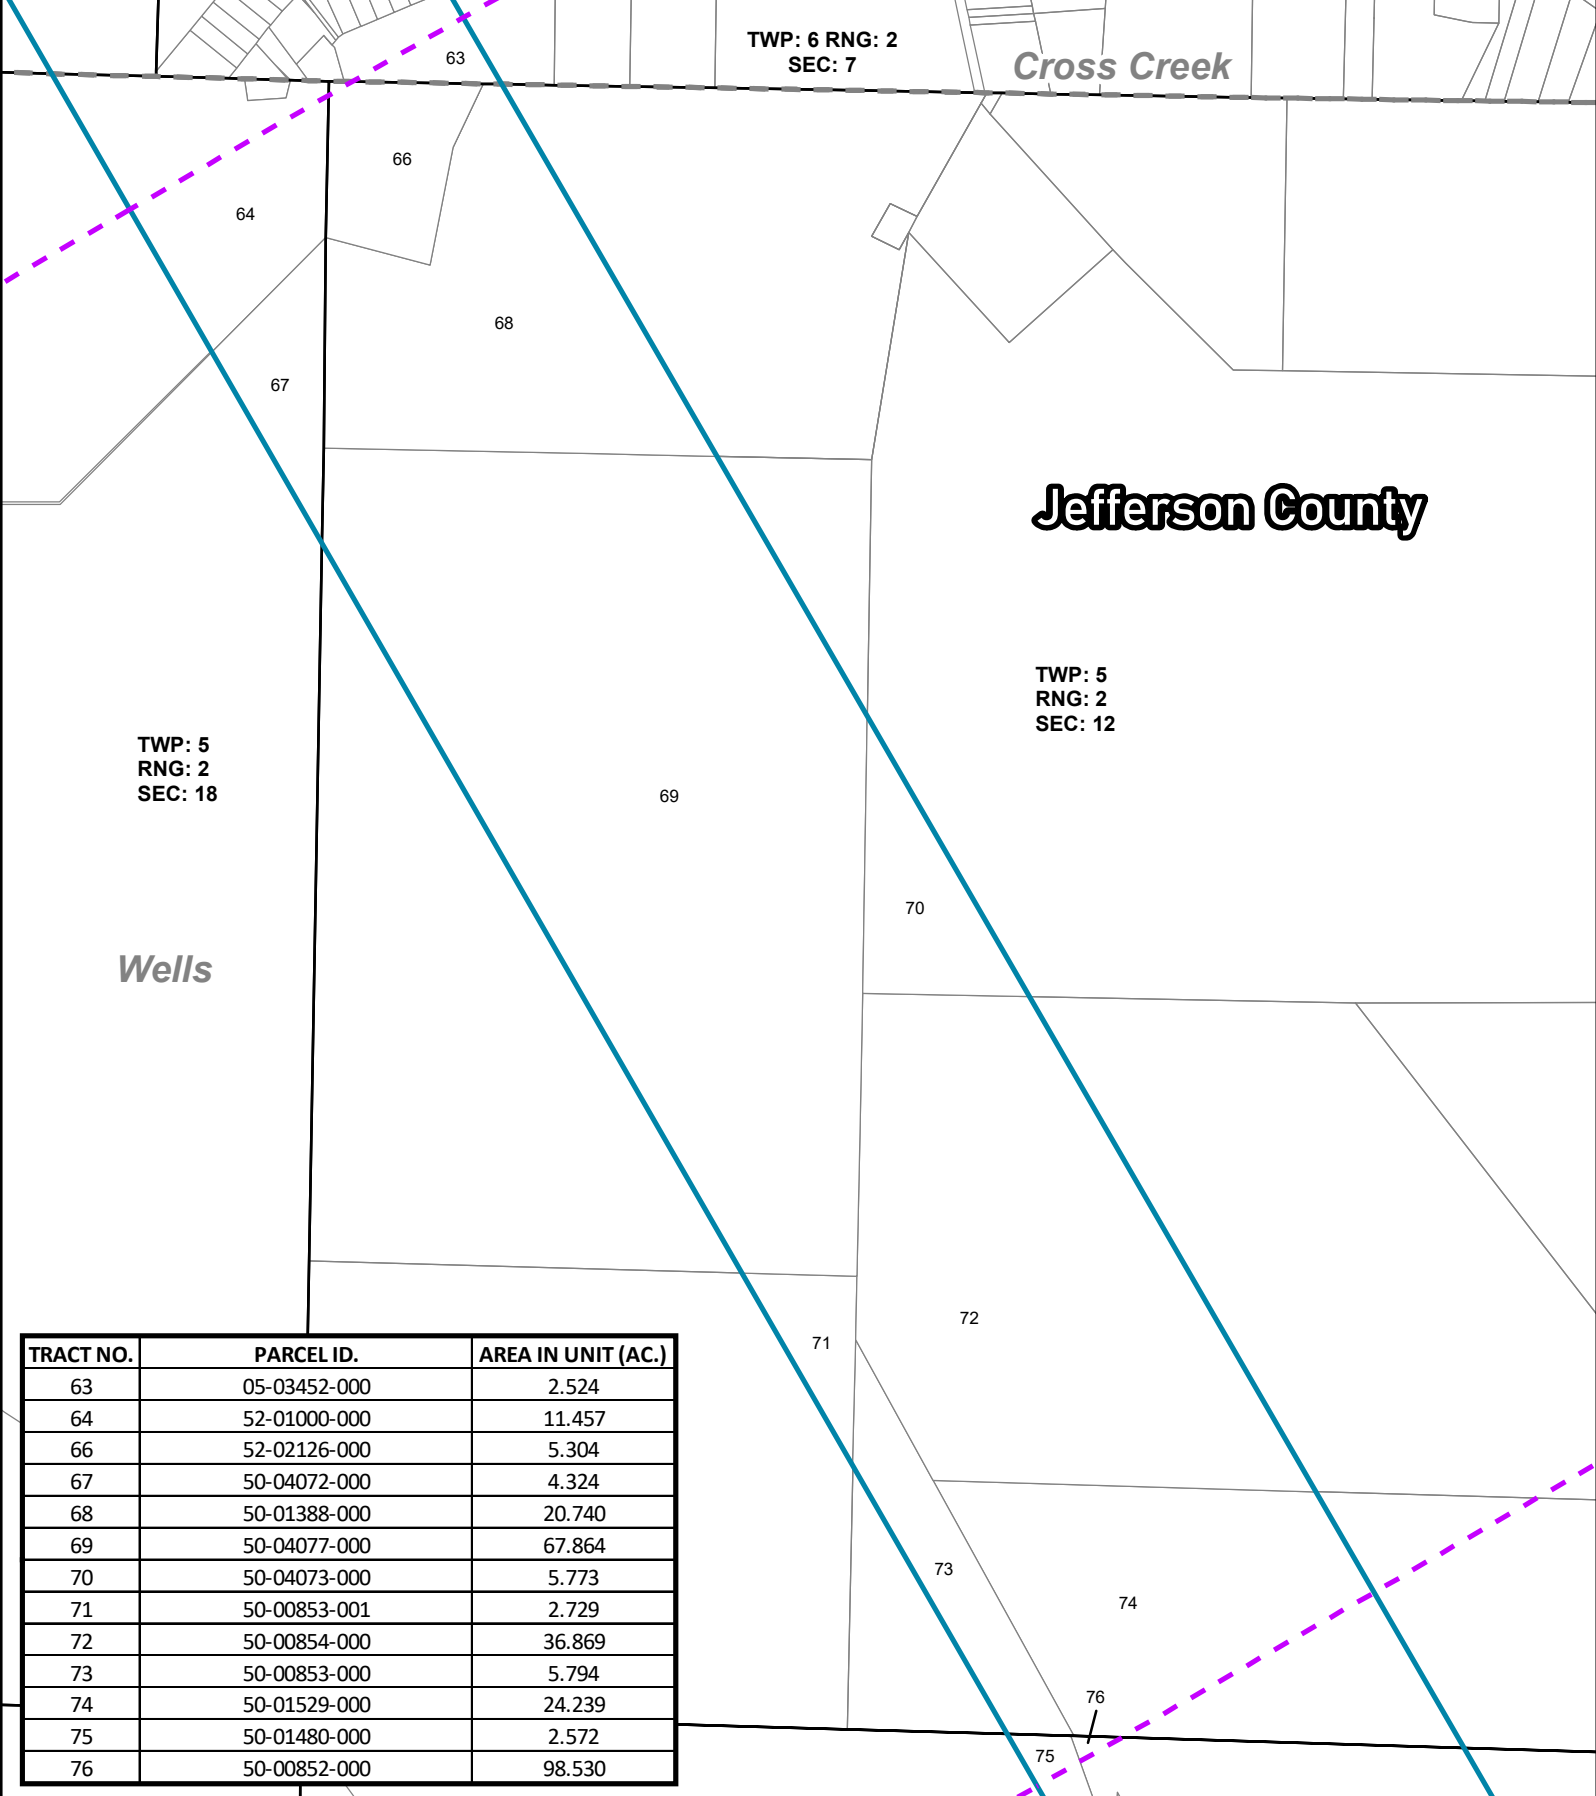 63
TWP: 6 RNG: 2
SEC: 7
Cross Creek
66
64
68
67
Jefferson County
TWP: 5
RNG: 2
SEC: 12
TWP: 5
RNG: 2
SEC: 18
69
70
Wells
72
71
73
74
76
75
TRACT NO. PARCEL ID. AREA IN UNIT (AC.)
63 05-03452-000 2.524
64 52-01000-000 11.457
66 52-02126-000 5.304
67 50-04072-000 4.324
68 50-01388-000 20.740
69 50-04077-000 67.864
70 50-04073-000 5.773
71 50-00853-001 2.729
72 50-00854-000 36.869
73 50-00853-000 5.794
74 50-01529-000 24.239
75 50-01480-000 2.572
76 50-00852-000 98.530